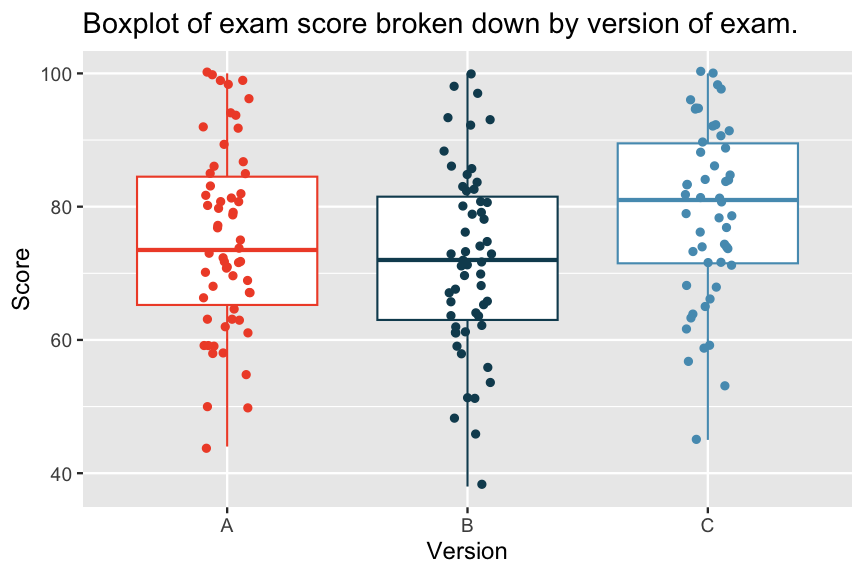 Boxplot of exam score broken down by version of exam.
100
80
60
40
Score
A B C
Version